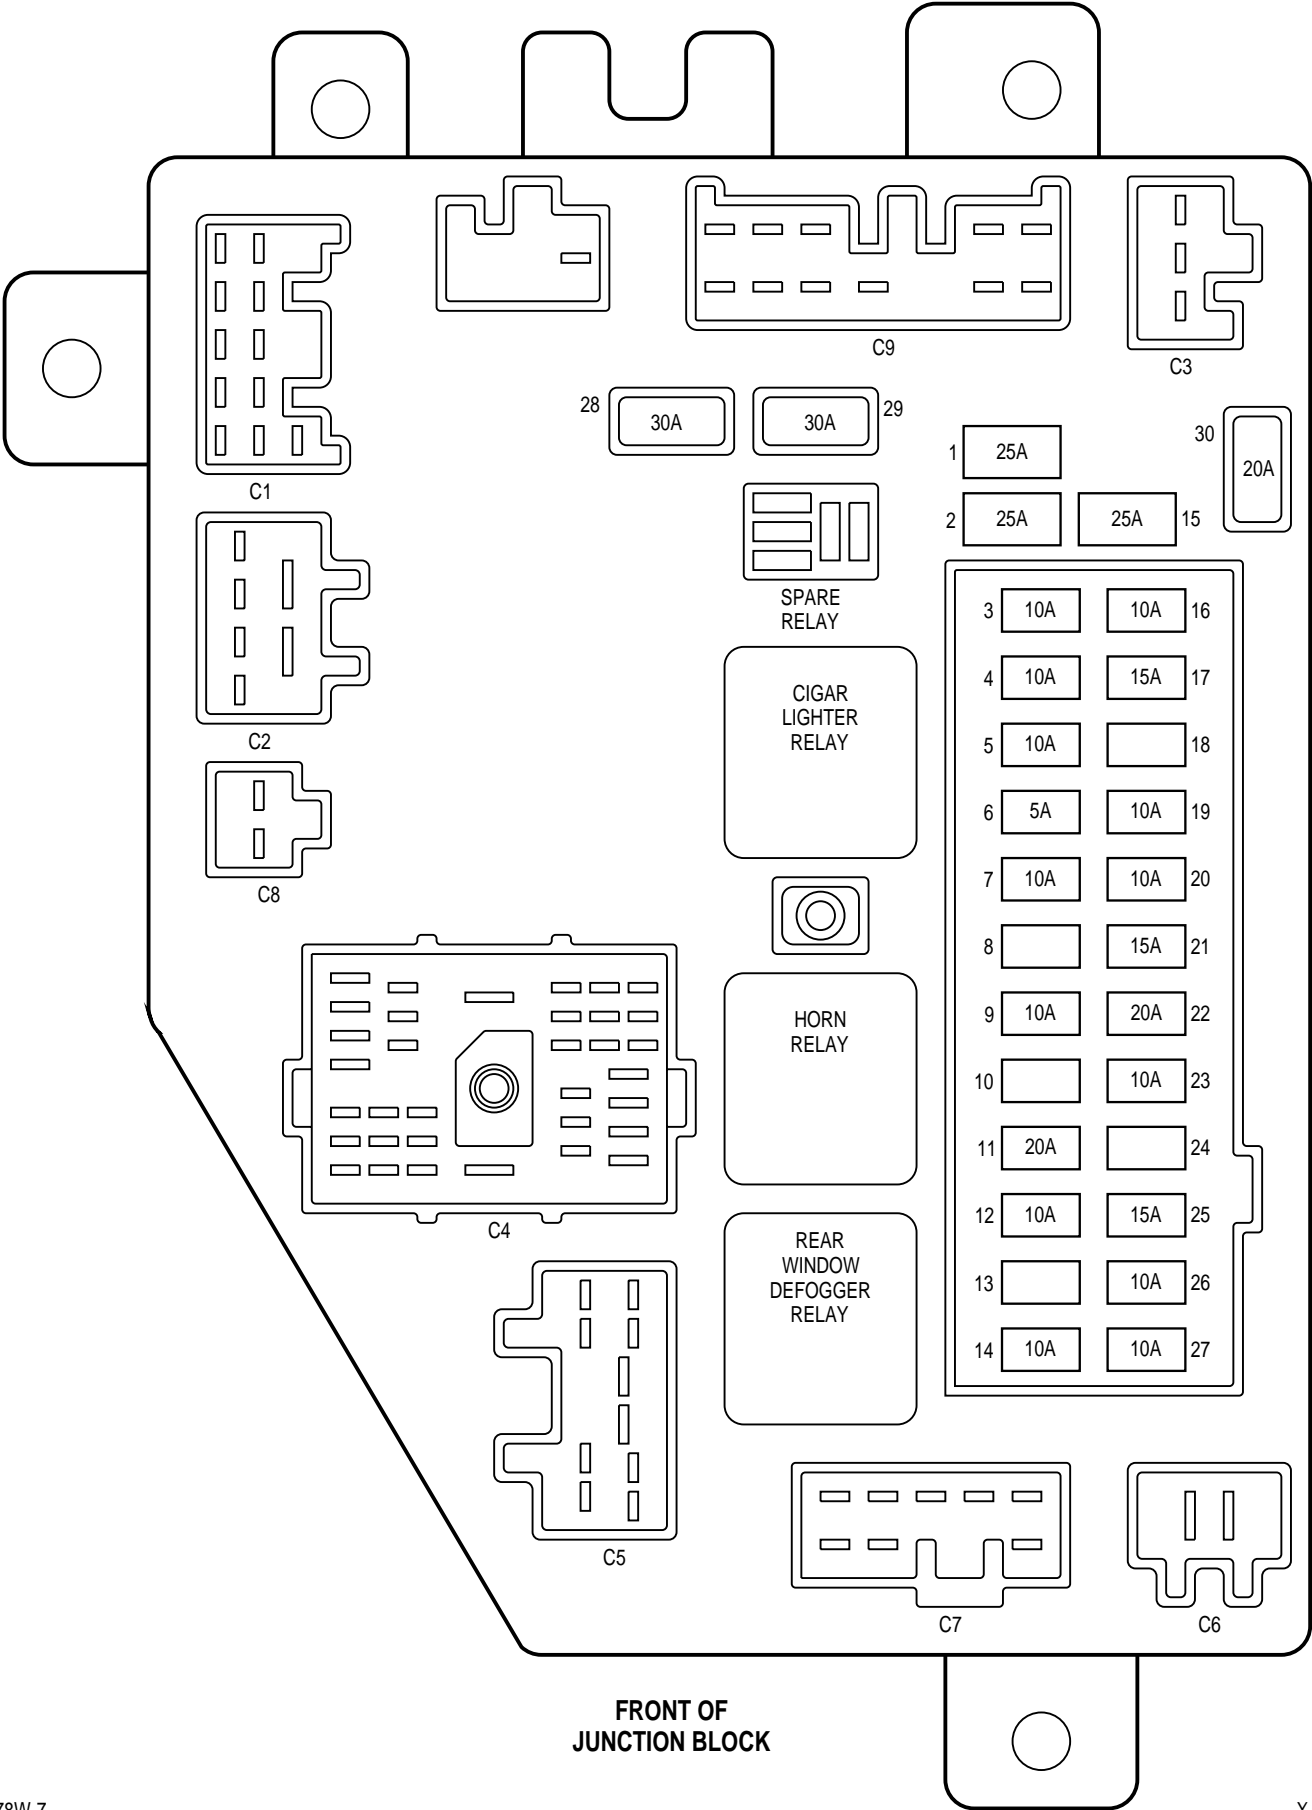 C9
C3
28
30A
30A
29
1
25A
30
20A
C1
2
25A
25A
15
SPARE
RELAY
3
10A
10A
16
CIGAR
LIGHTER
RELAY
4
10A
15A
17
C2
5
10A
18
6
5A
10A
19
C8
7
10A
10A
20
8
15A
21
HORN
RELAY
9
10A
20A
22
10
10A
23
11
20A
24
C4
12
10A
15A
25
REAR
WINDOW
DEFOGGER
RELAY
13
10A
26
14
10A
10A
27
C5
C7
C6
FRONT OF
JUNCTION BLOCK